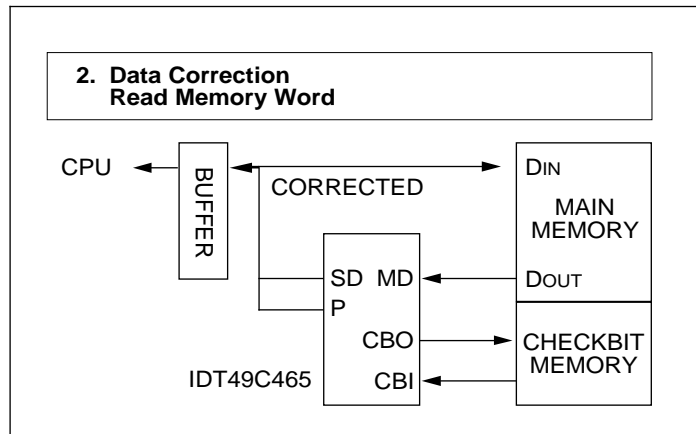 2. Data Correction
Read Memory Word
CPU
BUFFER
CORRECTED
DIN
MAIN
MEMORY
SD
MD
DOUT
P
CBO
CHECKBIT
MEMORY
IDT49C465
CBI